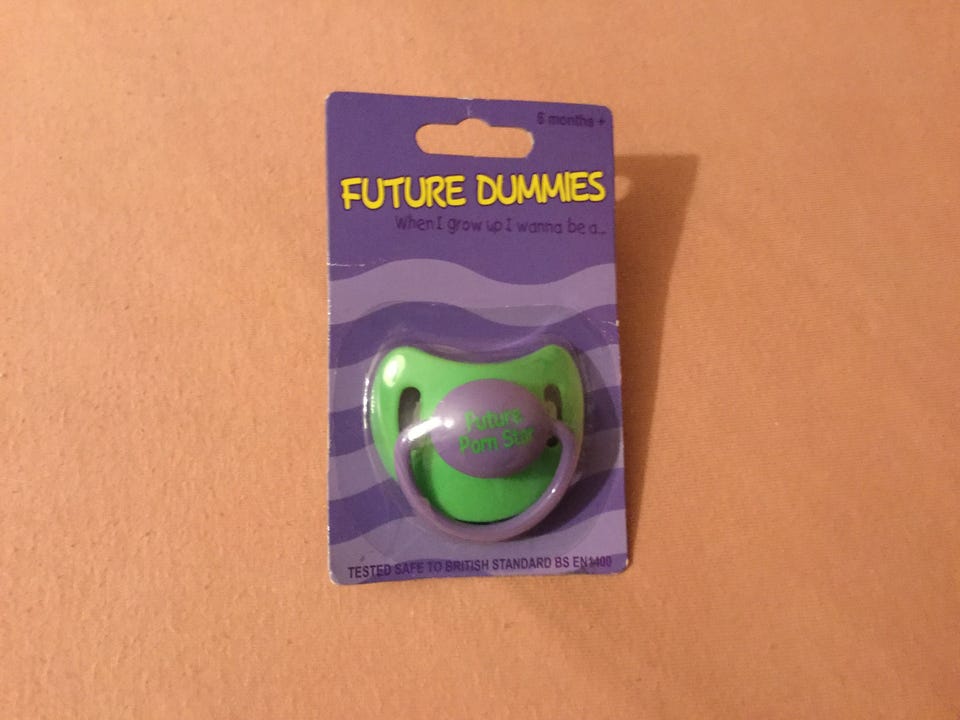 6 months +
FUTURE DUMMIES
When I grow up I wanna be a...
Future
Porn Star
TESTED SAFE TO BRITISH STANDARD BS EN1400